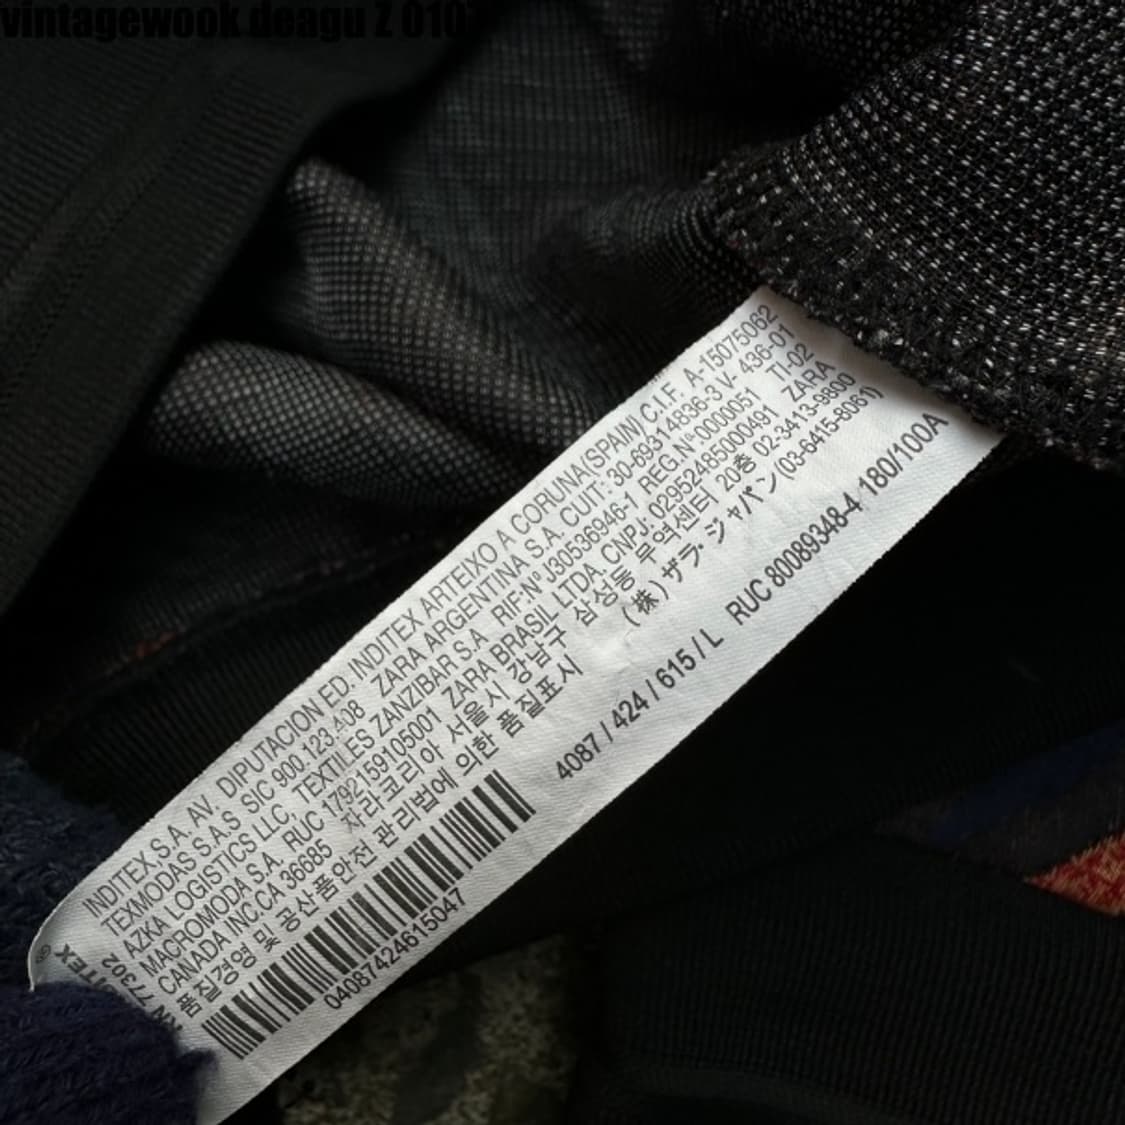 vintagewook deagu Z 010
INDITEX,S.A. AV. DIPUTACION ED. INDITEX ARTEIXO A CORUNA(SPAIN) C.I.F. A-15075062
TEXMODAS S.A.S SIC 900.123.408 ZARA ARGENTINA S.A. CUIT: 30-69314836-3 V- 436-01
AZKA LOGISTICS LLC, TEXTILES ZANZIBAR S.A RIF:Nº J30536946-1 REG.Nª.0000051 TI-02
MACROMODA S.A. RUC 1792159105001 ZARA BRASIL LTDA. CNPJ: 02952485000491 ZARA
CANADA INC.CA 36685 자라코리아 서울시 강남구 삼성동 무역센터 20층 02-3413-9800
품질경영 및 공산품안전 관리법에 의한 품질표시 (株) ザラ・ジャパン(03-6415-8061)
4087 / 424 / 615 / L RUC 80089348-4 180/100A
04087424615047
RN 77302